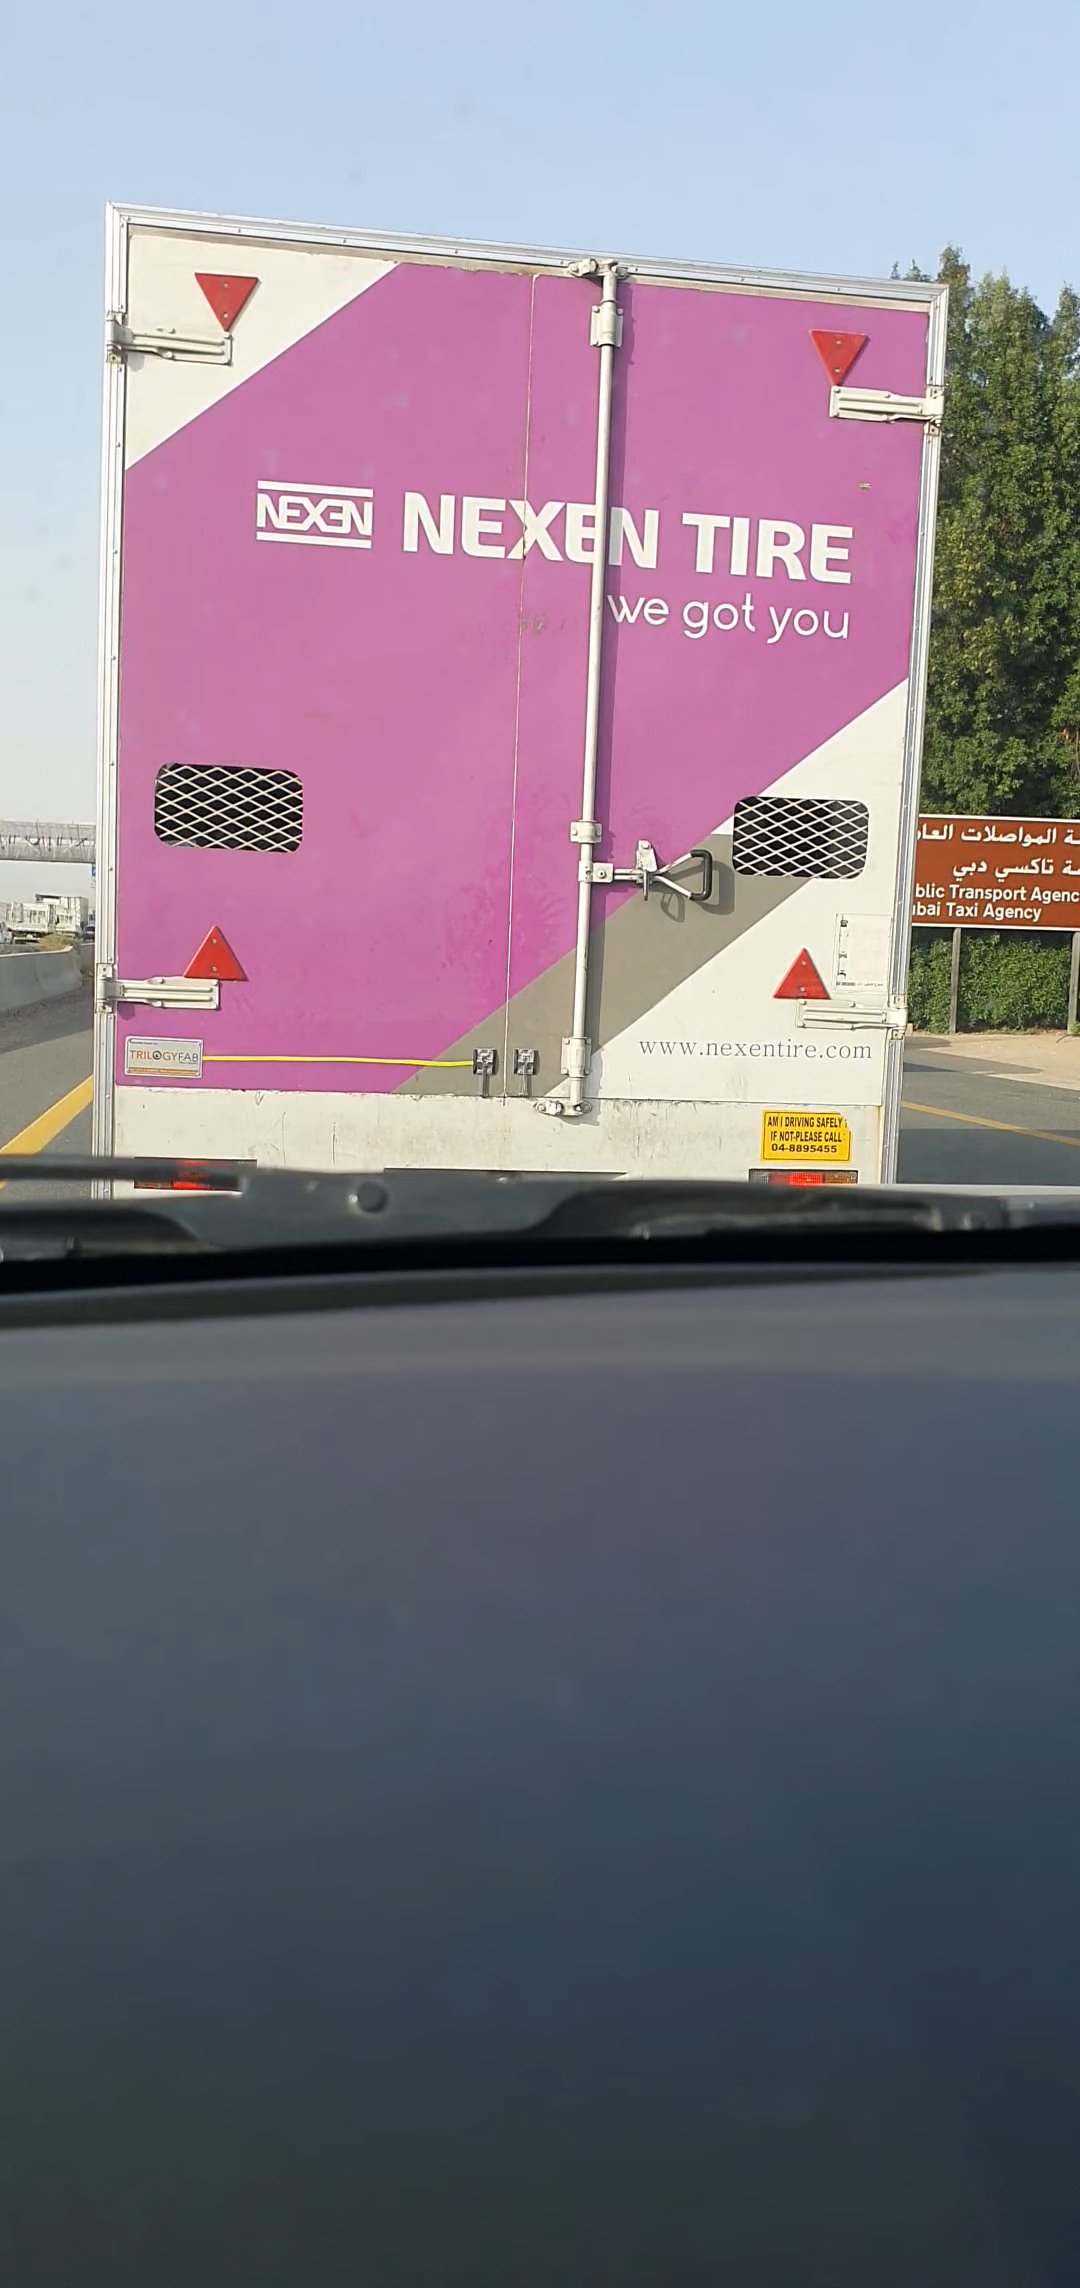 NEXEN NEXEN TIRE
we got you
المواصلات العا
تاكسي دبي
blic Transport Agenc
bai Taxi Agency
TRILOGYFAB
www.nexentire.com
AM I DRIVING SAFELY
IF NOT-PLEASE CALL
04-8895455